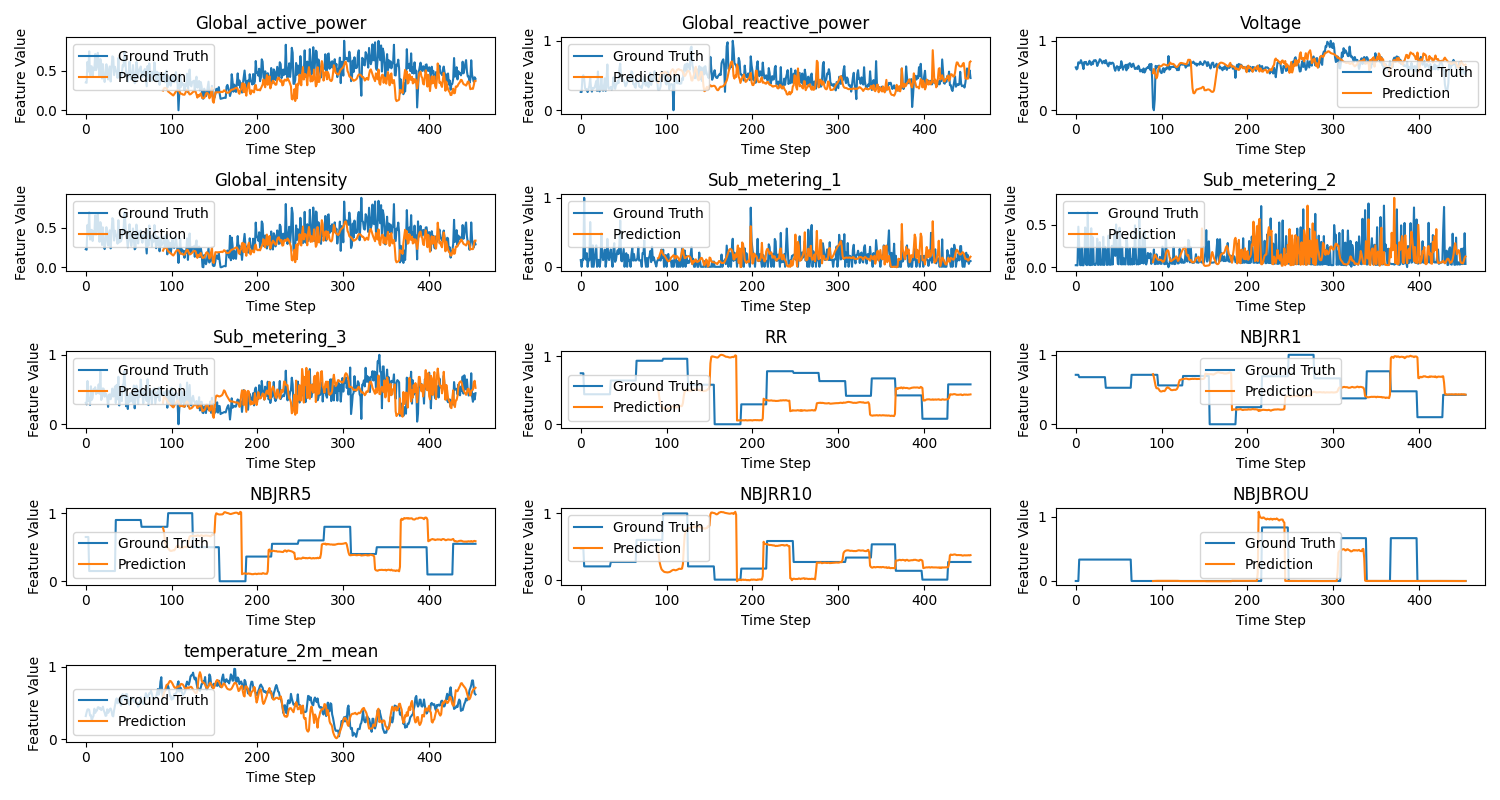 Global_active_power
Feature Value
0.5
0.0
Ground Truth
Prediction
0 100 200 300 400
Time Step
Global_reactive_power
Feature Value
1
0
Ground Truth
Prediction
0 100 200 300 400
Time Step
Voltage
Feature Value
1
0
Ground Truth
Prediction
0 100 200 300 400
Time Step
Global_intensity
Feature Value
0.5
0.0
Ground Truth
Prediction
0 100 200 300 400
Time Step
Sub_metering_1
Feature Value
1
0
Ground Truth
Prediction
0 100 200 300 400
Time Step
Sub_metering_2
Feature Value
0.5
0.0
Ground Truth
Prediction
0 100 200 300 400
Time Step
Sub_metering_3
Feature Value
1
0
Ground Truth
Prediction
0 100 200 300 400
Time Step
RR
Feature Value
1
0
Ground Truth
Prediction
0 100 200 300 400
Time Step
NBJRR1
Feature Value
1
0
Ground Truth
Prediction
0 100 200 300 400
Time Step
NBJRR5
Feature Value
1
0
Ground Truth
Prediction
0 100 200 300 400
Time Step
NBJRR10
Feature Value
1
0
Ground Truth
Prediction
0 100 200 300 400
Time Step
NBJBROU
Feature Value
1
0
Ground Truth
Prediction
0 100 200 300 400
Time Step
temperature_2m_mean
Feature Value
1
0
Ground Truth
Prediction
0 100 200 300 400
Time Step